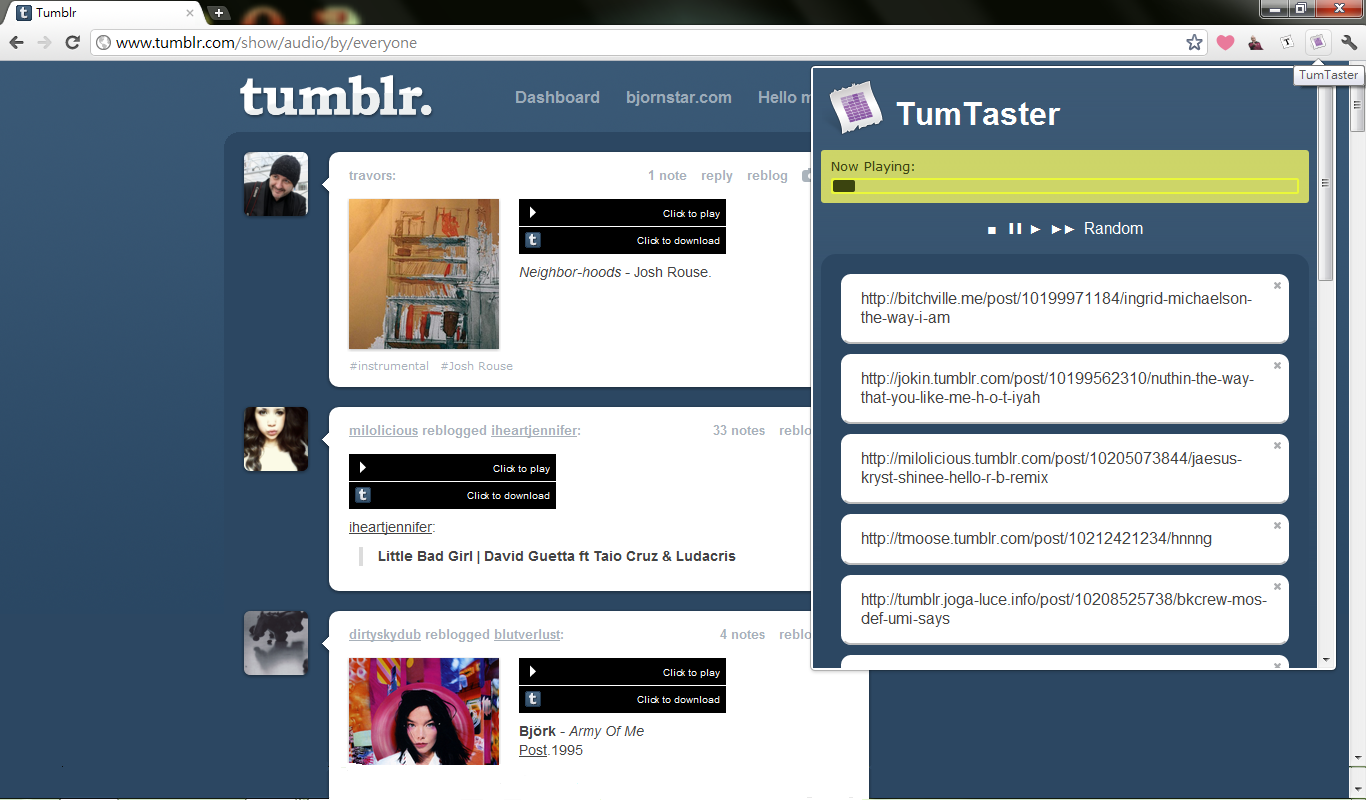 Tumblr
www.tumblr.com/show/audio/by/everyone
TumTaster
tumblr.
Dashboard
bjornstar.com
Hello m
travors:
1 note reply reblog
Click to play
Click to download
Neighbor-hoods - Josh Rouse.
#instrumental #Josh Rouse
milolicious reblogged iheartjennifer:
33 notes reblo
Click to play
Click to download
iheartjennifer:
Little Bad Girl | David Guetta ft Taio Cruz & Ludacris
dirtyskydub reblogged blutverlust:
4 notes reblo
Click to play
Click to download
Björk - Army Of Me
Post.1995
TumTaster
Now Playing:
Random
http://bitchville.me/post/10199971184/ingrid-michaelson-
the-way-i-am
http://jokin.tumblr.com/post/10199562310/nuthin-the-way-
that-you-like-me-h-o-t-iyah
http://milolicious.tumblr.com/post/10205073844/jaesus-
kryst-shinee-hello-r-b-remix
http://tmoose.tumblr.com/post/10212421234/hnnng
http://tumblr.joga-luce.info/post/10208525738/bkcrew-mos-
def-umi-says